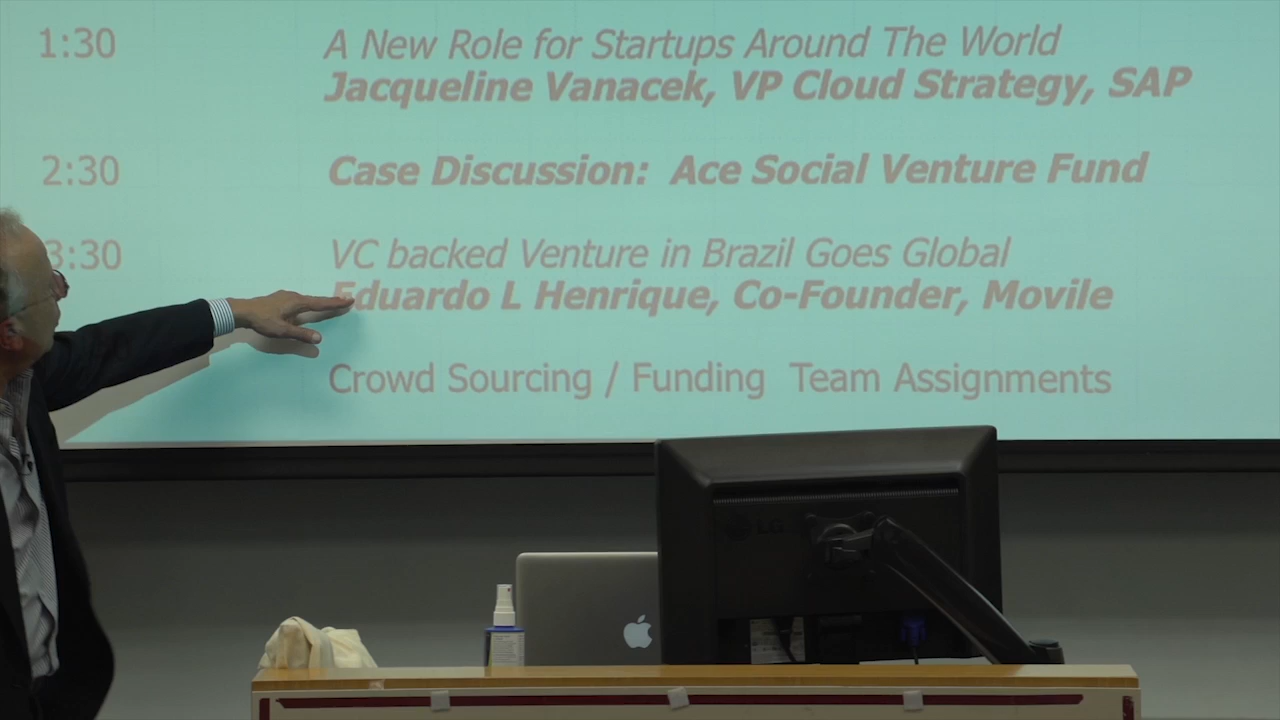 1:30 A New Role for Startups Around The World
Jacqueline Vanacek, VP Cloud Strategy, SAP
2:30 Case Discussion: Ace Social Venture Fund
3:30 VC backed Venture in Brazil Goes Global
Eduardo L Henrique, Co-Founder, Movile
Crowd Sourcing / Funding Team Assignments
LG